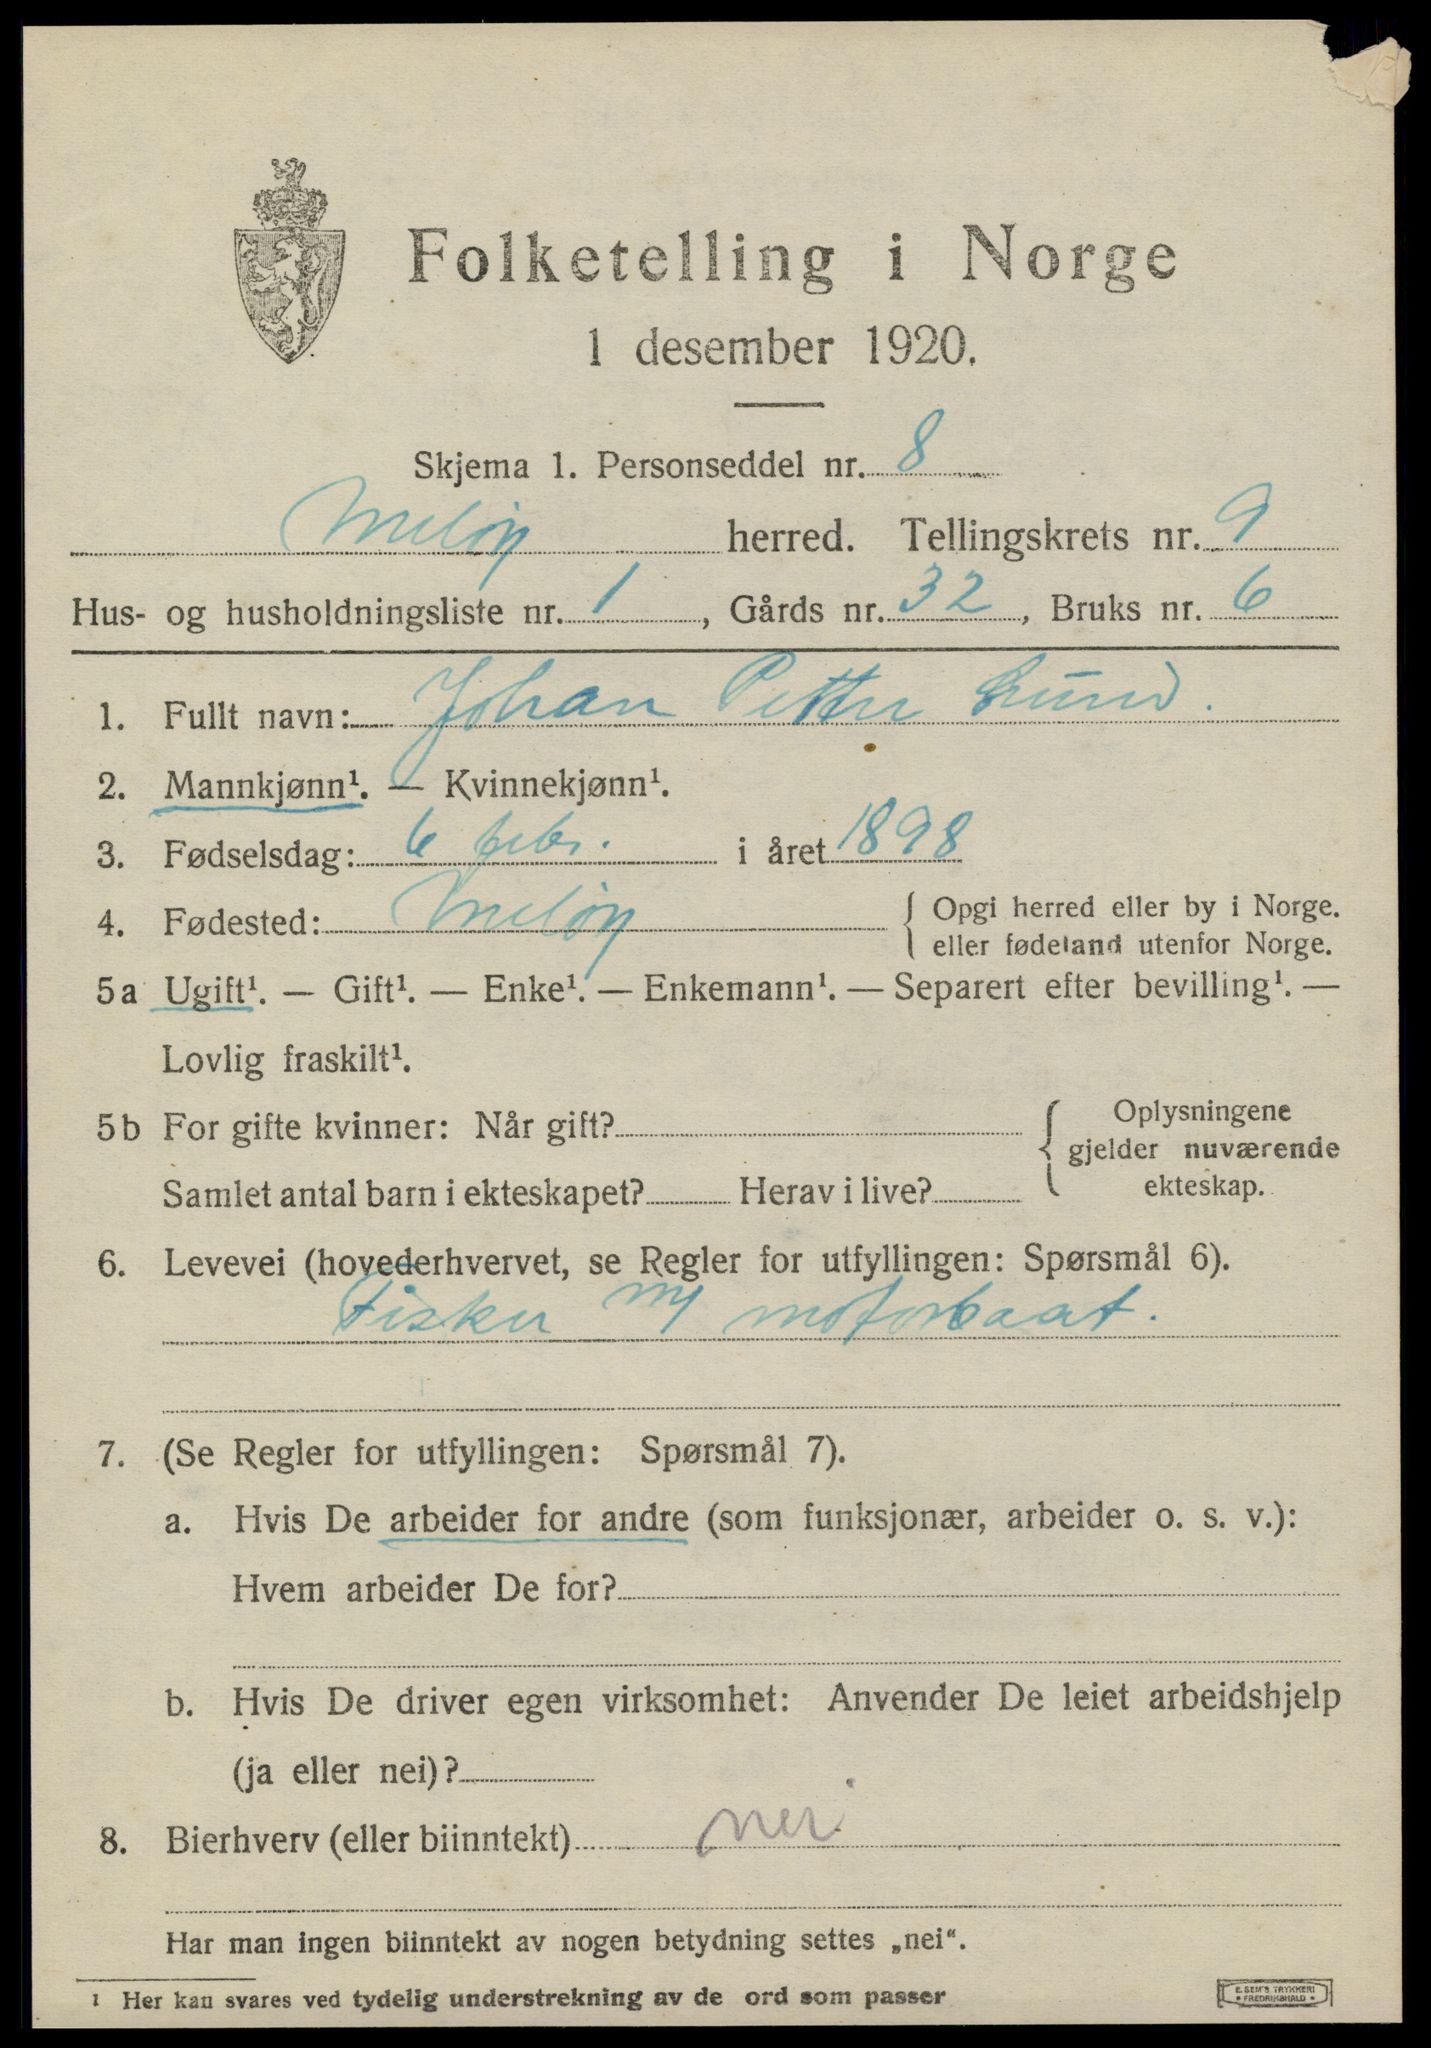 Folketelling i Norge
1 desember 1920.
Skjema 1. Personseddel nr. 8
Meløy herred. Tellingskrets nr. 9
Hus- og husholdningsliste nr. 1, Gårds nr. 32, Bruks nr. 6
1. Fullt navn: Johan Petter Lund.
2. Mannkjønn¹. — Kvinnekjønn¹.
3. Fødselsdag: 6 febr. i året 1898
4. Fødested: Meløy { Opgi herred eller by i Norge.
eller fødeland utenfor Norge.
5a Ugift¹. — Gift¹. — Enke¹. — Enkemann¹. — Separert efter bevilling¹. —
Lovlig fraskilt¹.
5b For gifte kvinner: Når gift? { Oplysningene
gjelder nuværende
Samlet antal barn i ekteskapet? Herav i live? ekteskap.
6. Levevei (hovederhvervet, se Regler for utfyllingen: Spørsmål 6).
Fisker m/ motorbaat.
7. (Se Regler for utfyllingen: Spørsmål 7).
a. Hvis De arbeider for andre (som funksjonær, arbeider o. s. v.):
Hvem arbeider De for?
b. Hvis De driver egen virksomhet: Anvender De leiet arbeidshjelp
(ja eller nei)?
8. Bierhverv (eller biinntekt) nei
Har man ingen biinntekt av nogen betydning settes „nei“.
1 Her kan svares ved tydelig understrekning av de ord som passer
E. SEM'S TRYKKERI
• FREDRIKSHALD •